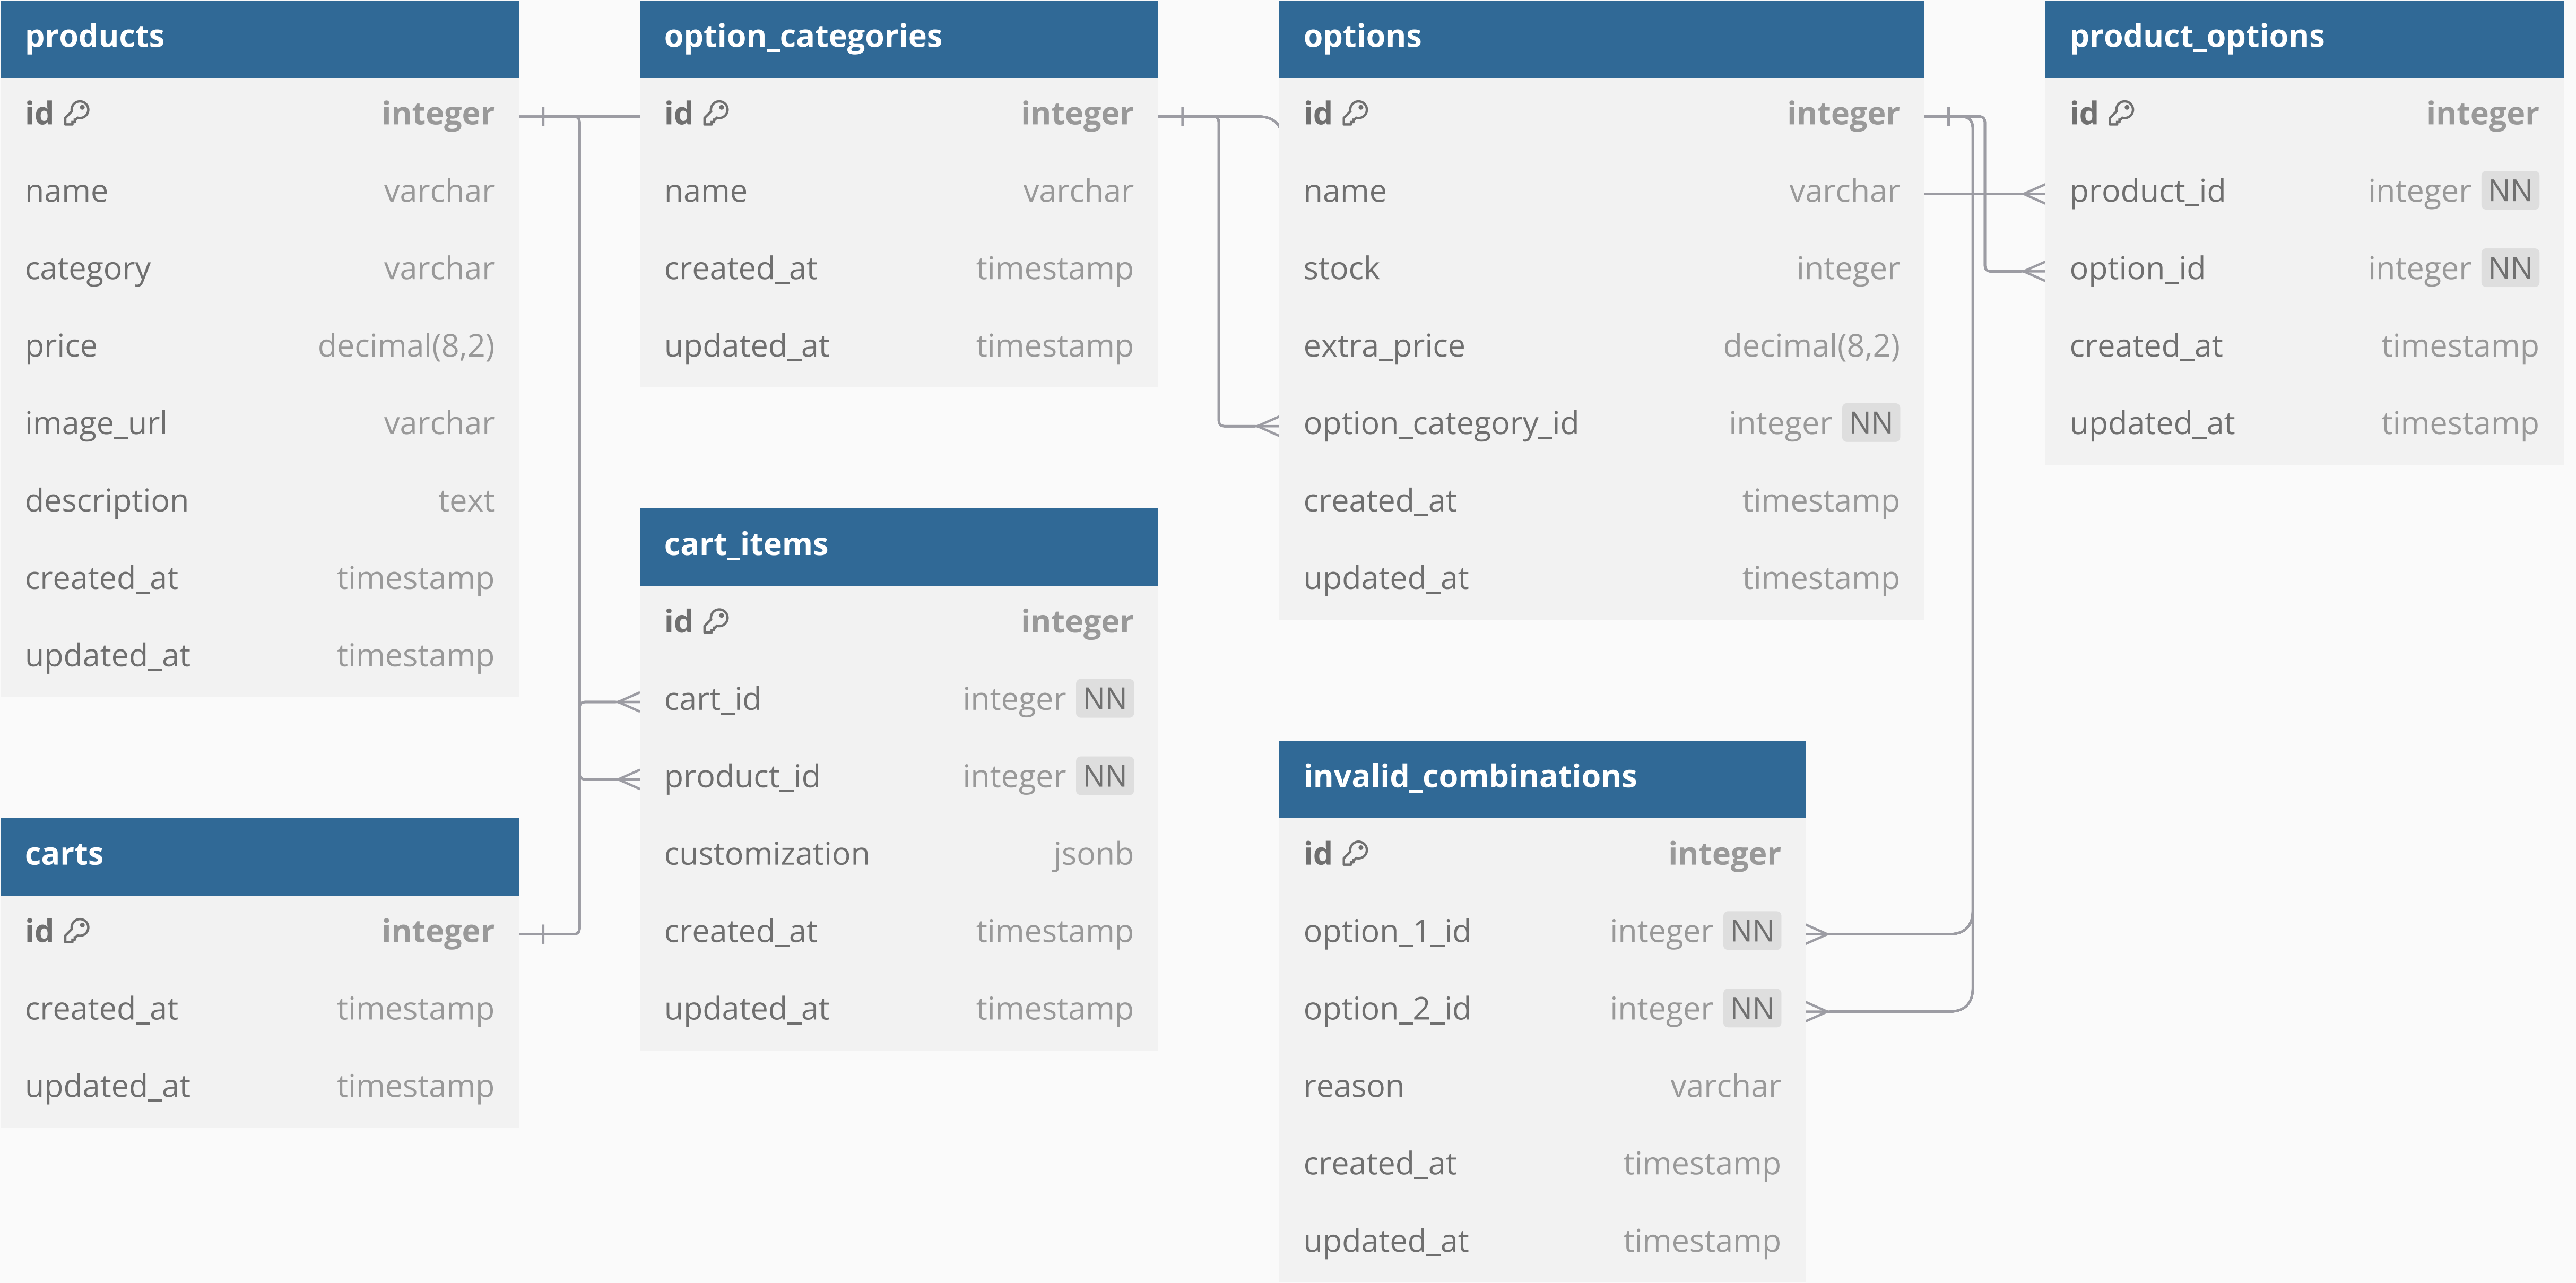 products
id integer
name varchar
category varchar
price decimal(8,2)
image_url varchar
description text
created_at timestamp
updated_at timestamp
carts
id integer
created_at timestamp
updated_at timestamp
option_categories
id integer
name varchar
created_at timestamp
updated_at timestamp
cart_items
id integer
cart_id integer NN
product_id integer NN
customization jsonb
created_at timestamp
updated_at timestamp
options
id integer
name varchar
stock integer
extra_price decimal(8,2)
option_category_id integer NN
created_at timestamp
updated_at timestamp
invalid_combinations
id integer
option_1_id integer NN
option_2_id integer NN
reason varchar
created_at timestamp
updated_at timestamp
product_options
id integer
product_id integer NN
option_id integer NN
created_at timestamp
updated_at timestamp